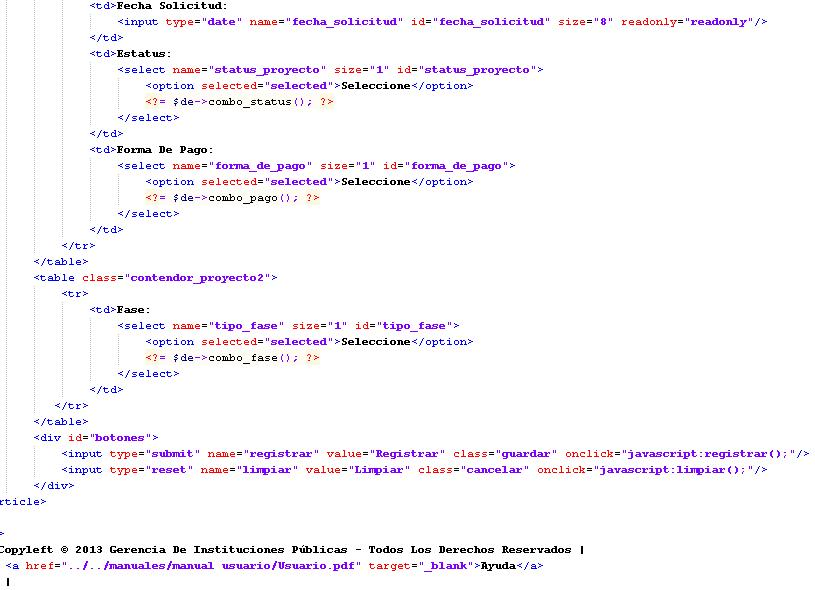 <td>Fecha Solicitud:
<input type="date" name="fecha_solicitud" id="fecha_solicitud" size="8" readonly="readonly"/>
</td>
<td>Estatus:
<select name="status_proyecto" size="1" id="status_proyecto">
<option selected="selected">Seleccione</option>
<?= $de->combo_status(); ?>
</select>
</td>
<td>Forma De Pago:
<select name="forma_de_pago" size="1" id="forma_de_pago">
<option selected="selected">Seleccione</option>
<?= $de->combo_pago(); ?>
</select>
</td>
</tr>
</table>
<table class="contendor_proyecto2">
<tr>
<td>Fase:
<select name="tipo_fase" size="1" id="tipo_fase">
<option selected="selected">Seleccione</option>
<?= $de->combo_fase(); ?>
</select>
</td>
</tr>
</table>
<div id="botones">
<input type="submit" name="registrar" value="Registrar" class="guardar" onclick="javascript:registrar();"/>
<input type="reset" name="limpiar" value="Limpiar" class="cancelar" onclick="javascript:limpiar();"/>
</div>
rticle>
>
Copyleft © 2013 Gerencia De Instituciones Públicas - Todos Los Derechos Reservados |
<a href="../../manuales/manual usuario/Usuario.pdf" target="_blank">Ayuda</a>
|